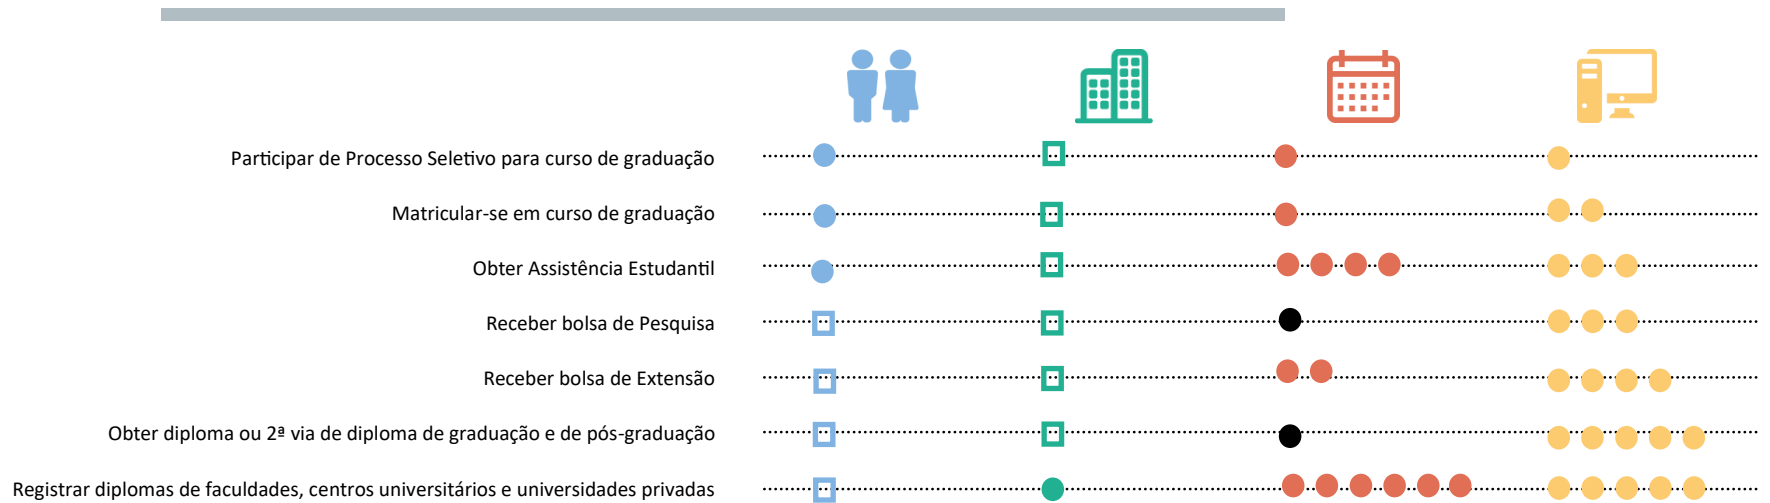 Participar de Processo Seletivo para curso de graduação
Matricular-se em curso de graduação
Obter Assistência Estudantil
Receber bolsa de Pesquisa
Receber bolsa de Extensão
Obter diploma ou 2ª via de diploma de graduação e de pós-graduação
Registrar diplomas de faculdades, centros universitários e universidades privadas